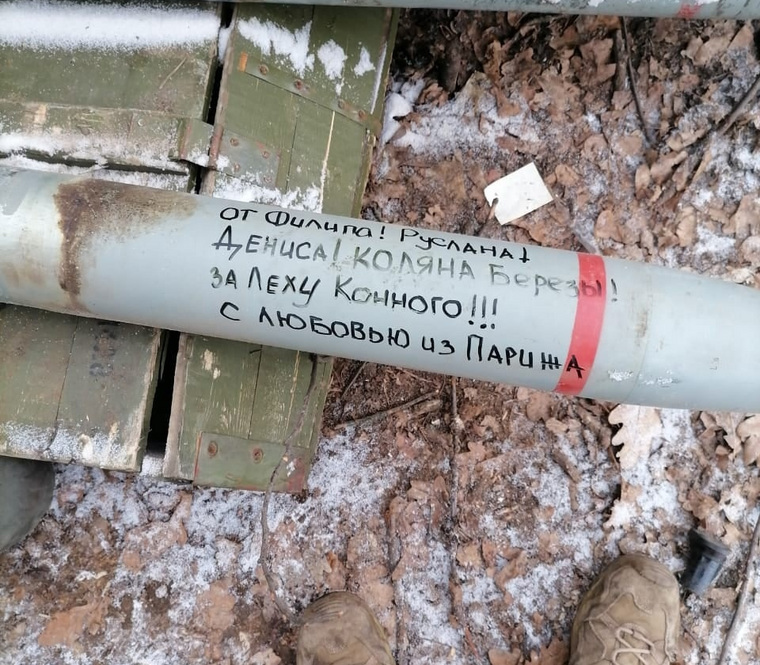 от Филипа! Руслана!
Дениса! Коляна Березы!
за Леху Конного!!!
с любовью из Парижа